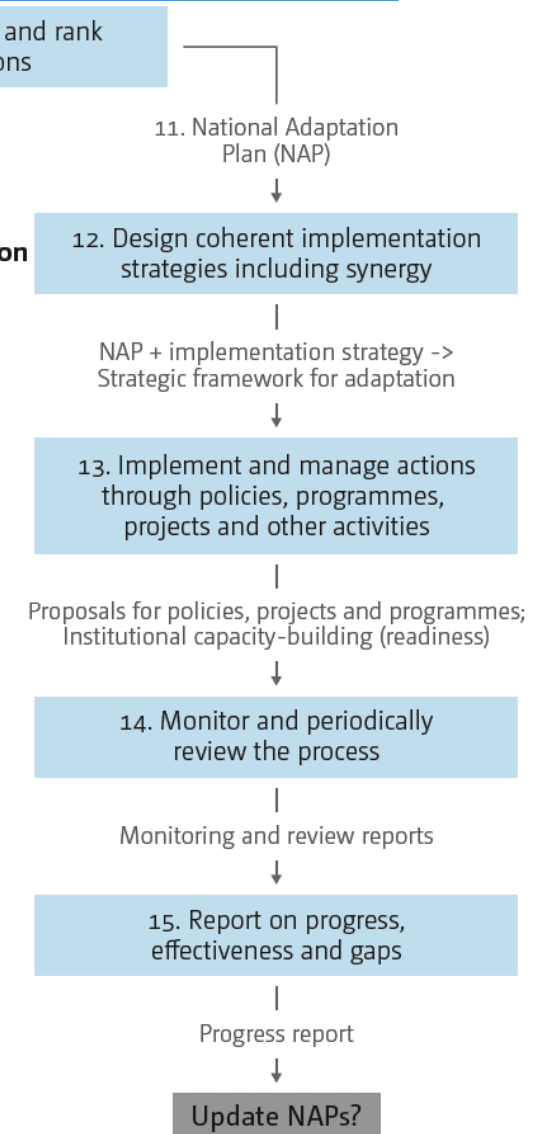 and rank
ons
11. National Adaptation
Plan (NAP)
on
12. Design coherent implementation
strategies including synergy
NAP + implementation strategy ->
Strategic framework for adaptation
13. Implement and manage actions
through policies, programmes,
projects and other activities
Proposals for policies, projects and programmes;
Institutional capacity-building (readiness)
14. Monitor and periodically
review the process
Monitoring and review reports
15. Report on progress,
effectiveness and gaps
Progress report
Update NAPs?